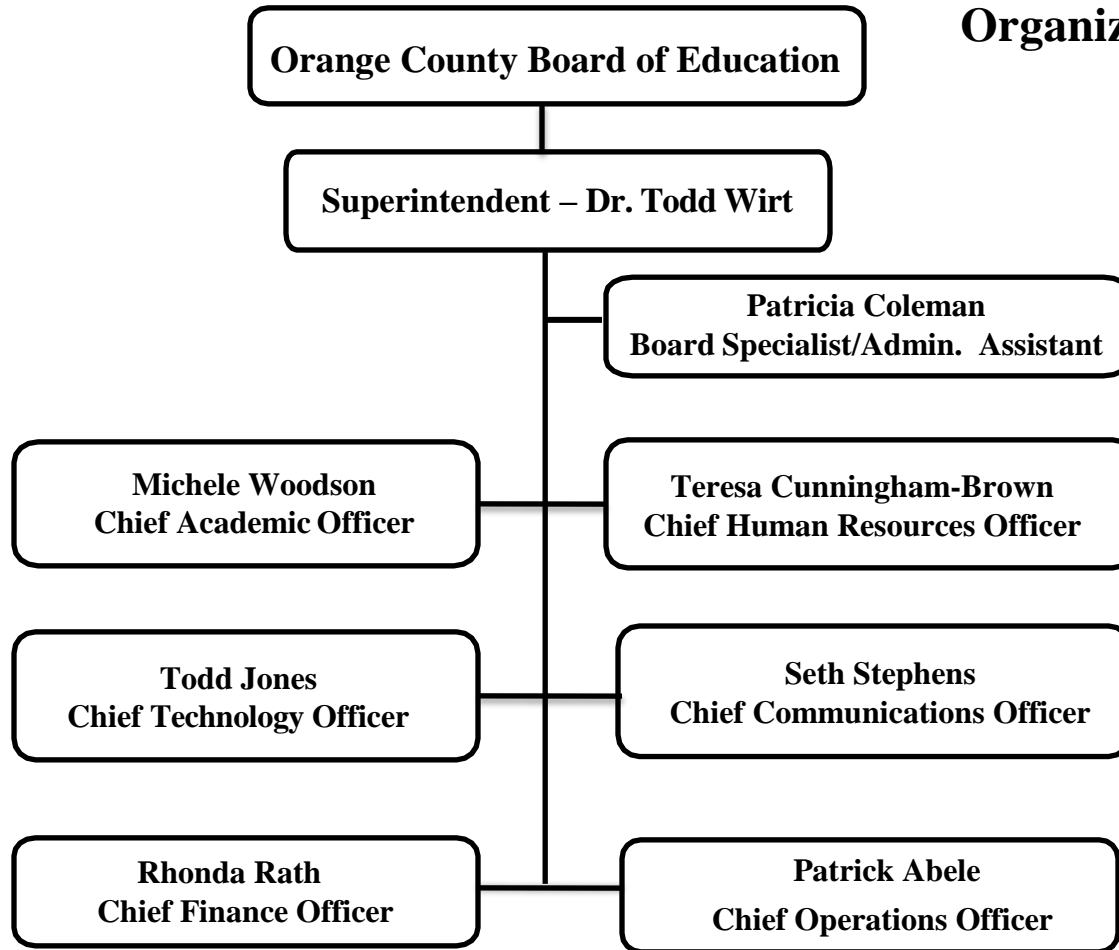 Organiz
Orange County Board of Education
Superintendent – Dr. Todd Wirt
Patricia Coleman
Board Specialist/Admin. Assistant
Michele Woodson
Chief Academic Officer
Teresa Cunningham-Brown
Chief Human Resources Officer
Todd Jones
Chief Technology Officer
Seth Stephens
Chief Communications Officer
Rhonda Rath
Chief Finance Officer
Patrick Abele
Chief Operations Officer